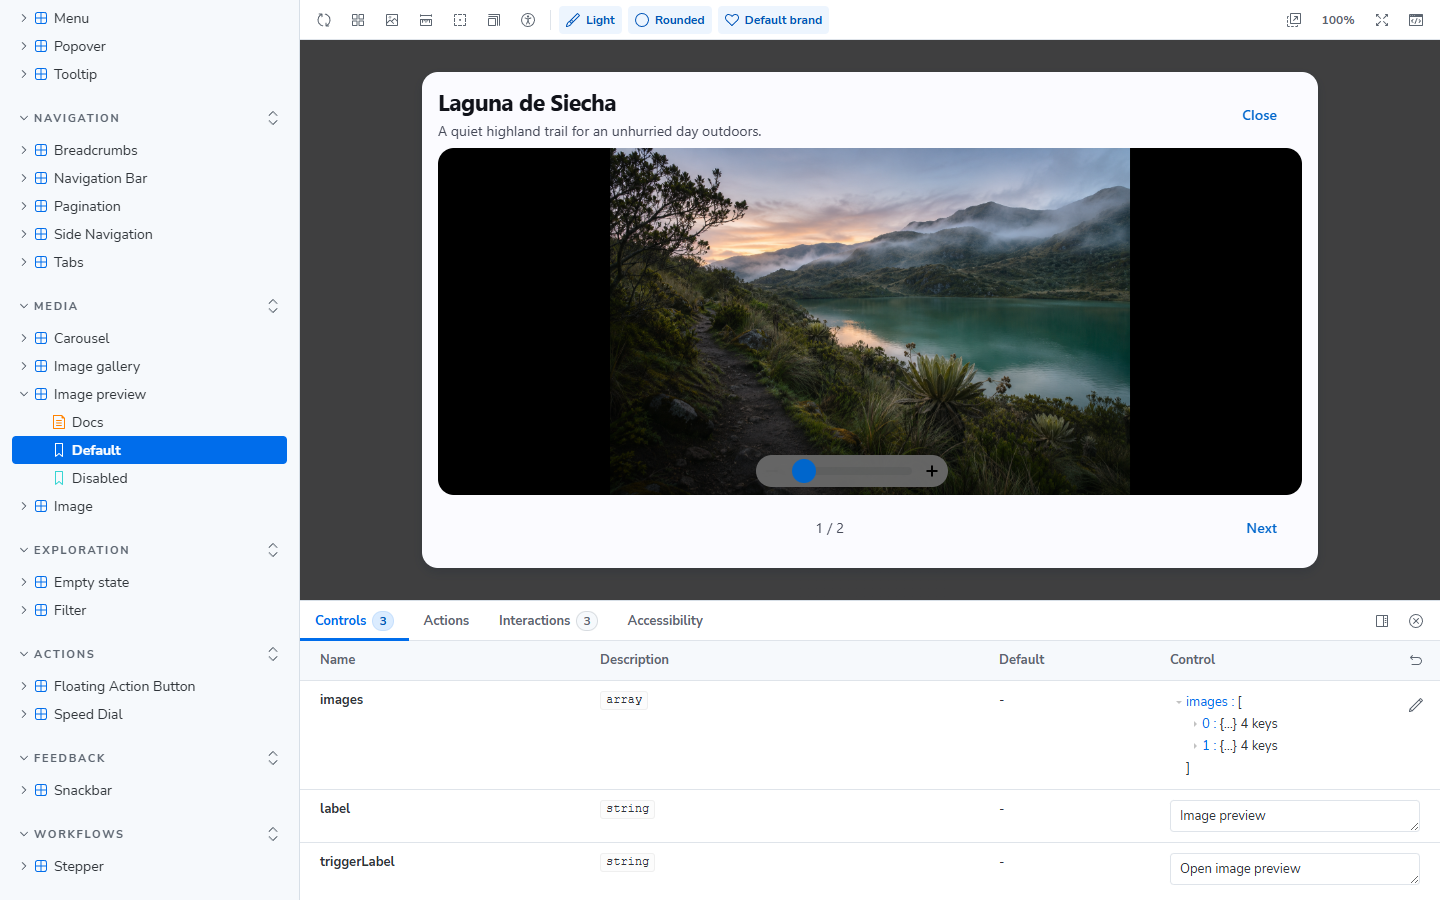 Menu
Popover
Tooltip
NAVIGATION
Breadcrumbs
Navigation Bar
Pagination
Side Navigation
Tabs
MEDIA
Carousel
Image gallery
Image preview
Docs
Default
Disabled
Image
EXPLORATION
Empty state
Filter
ACTIONS
Floating Action Button
Speed Dial
FEEDBACK
Snackbar
WORKFLOWS
Stepper
Light
Rounded
Default brand
100%
Laguna de Siecha
A quiet highland trail for an unhurried day outdoors.
Close
1 / 2
Next
Controls 3
Actions
Interactions 3
Accessibility
Name Description Default Control
images array -
images : [
0 : {...} 4 keys
1 : {...} 4 keys
]
label string - Image preview
triggerLabel string - Open image preview